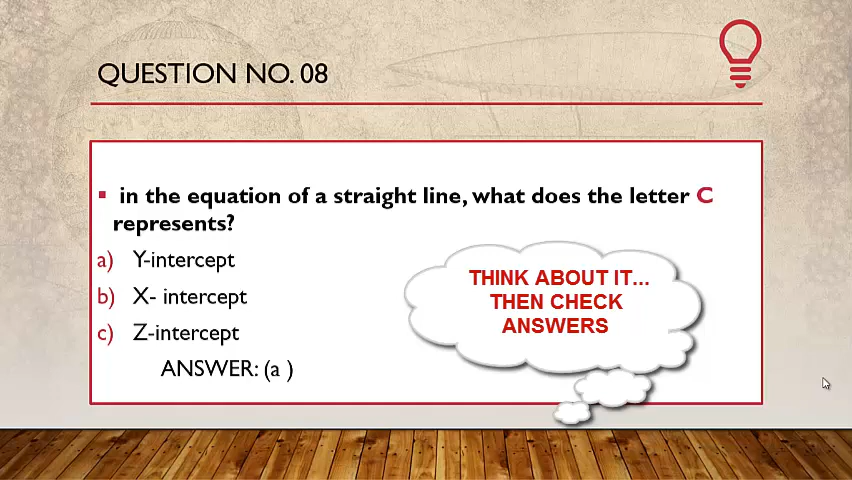 QUESTION NO. 08
in the equation of a straight line, what does the letter C
represents?
a) Y-intercept
b) X- intercept
c) Z-intercept
ANSWER: (a )
THINK ABOUT IT...
THEN CHECK
ANSWERS